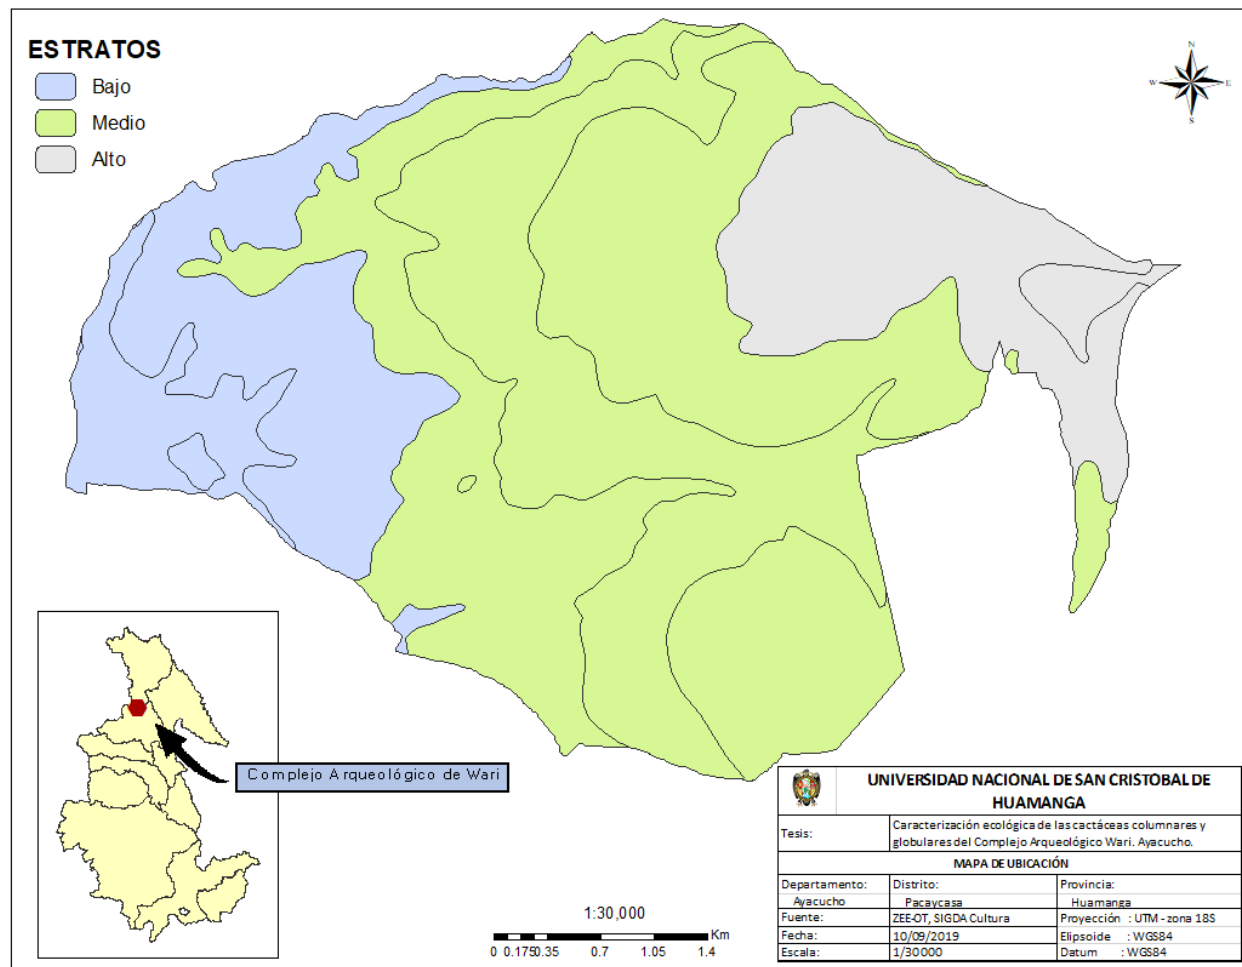 ESTRATOS
Bajo
Medio
Alto
N
W
E
S
Complejo Arqueológico de Wari
1:30,000
Km
0 0.175 0.35 0.7 1.05 1.4
UNIVERSIDAD NACIONAL DE SAN CRISTOBAL DE
HUAMANGA
Tesis:
Caracterización ecológica de las cactáceas columnares y
globulares del Complejo Arqueológico Wari. Ayacucho.
MAPA DE UBICACIÓN
Departamento: Distrito: Provincia:
Ayacucho Pacaycasa Huamanga
Fuente: ZEE-OT, SIGDA Cultura Proyección : UTM - zona 18S
Fecha: 10/09/2019 Elipsoide : WGS84
Escala: 1/30000 Datum : WGS84